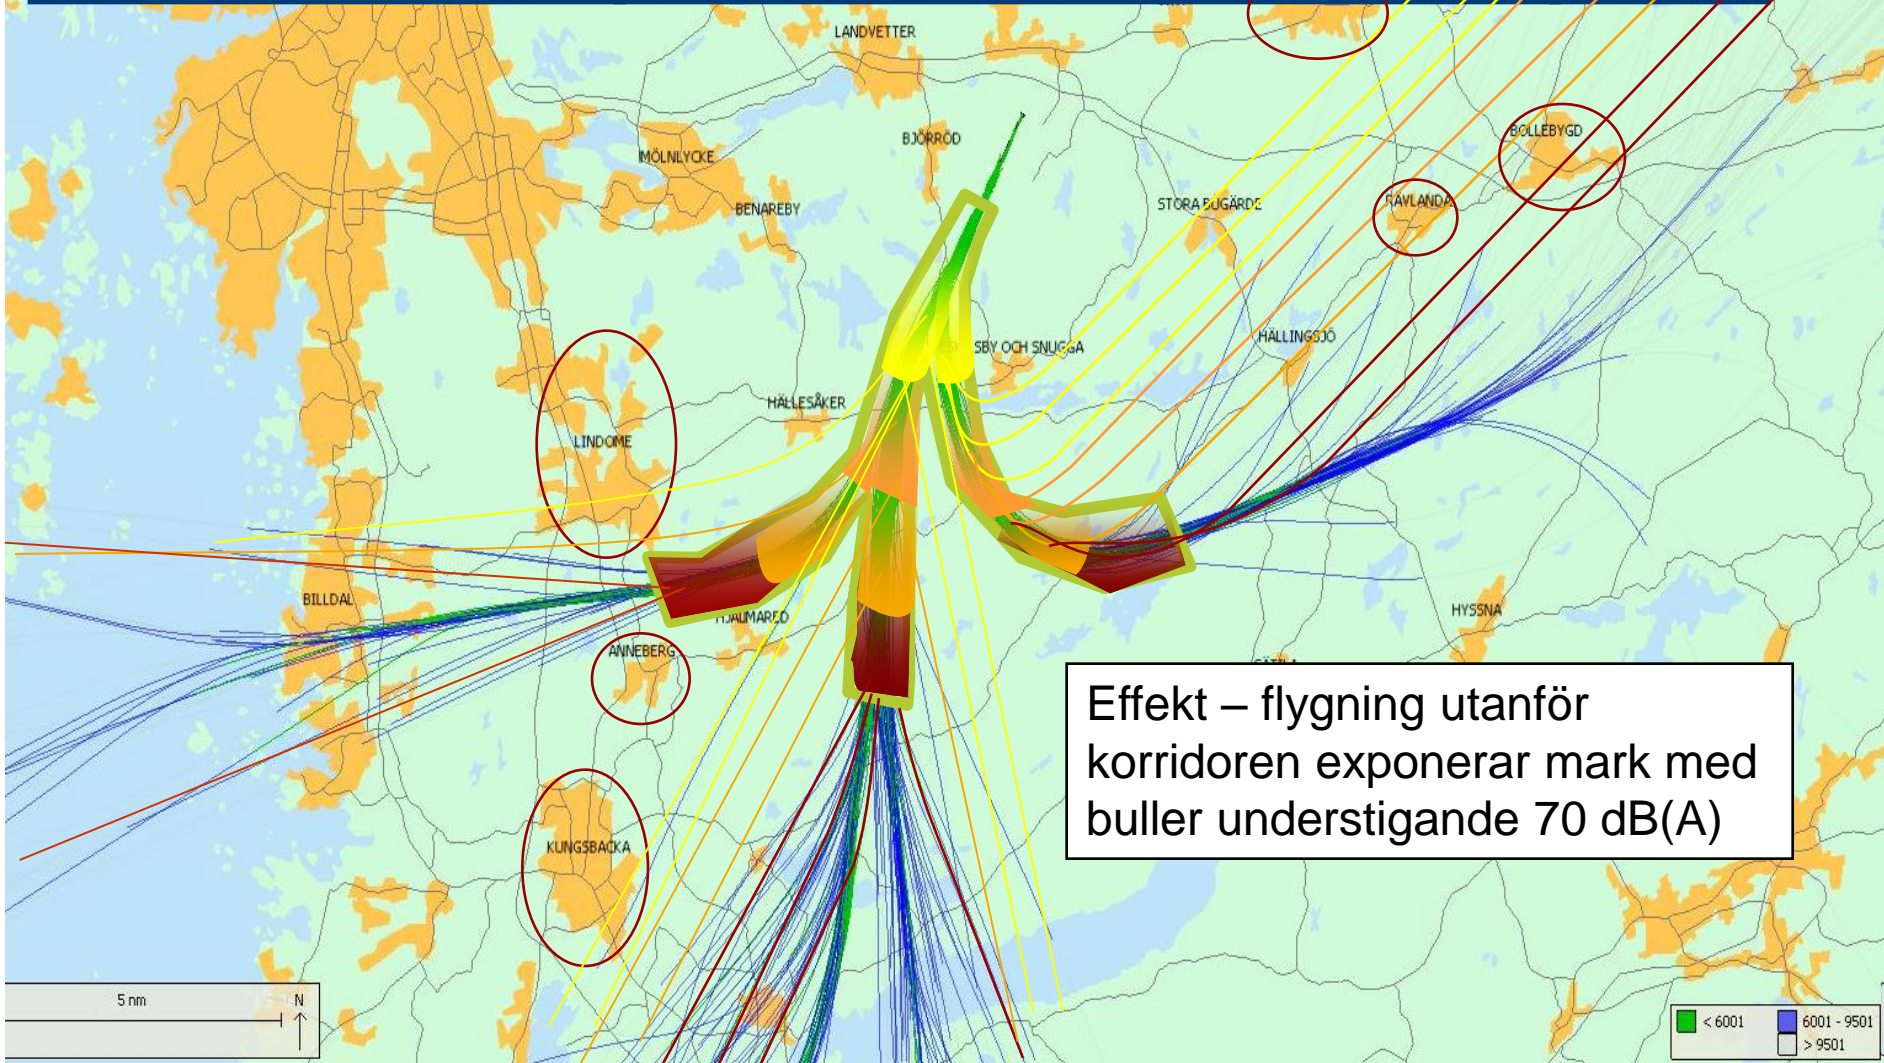 LANDVETTER
BJÖRRÖD
BOLLEBYGD
MÖLNLYCKE
RÄVLANDA
STORA BUGÄRDE
BENAREBY
HÄLLINGSJÖ
SBY OCH SNUGGA
HÄLLESÅKER
LINDOME
BILLDAL
HJÄLMARED
HYSSNA
ANNEBERG
Effekt – flygning utanför
korridoren exponerar mark med
buller understigande 70 dB(A)
KUNGSBACKA
5 nm
N
< 6001
6001 - 9501
> 9501